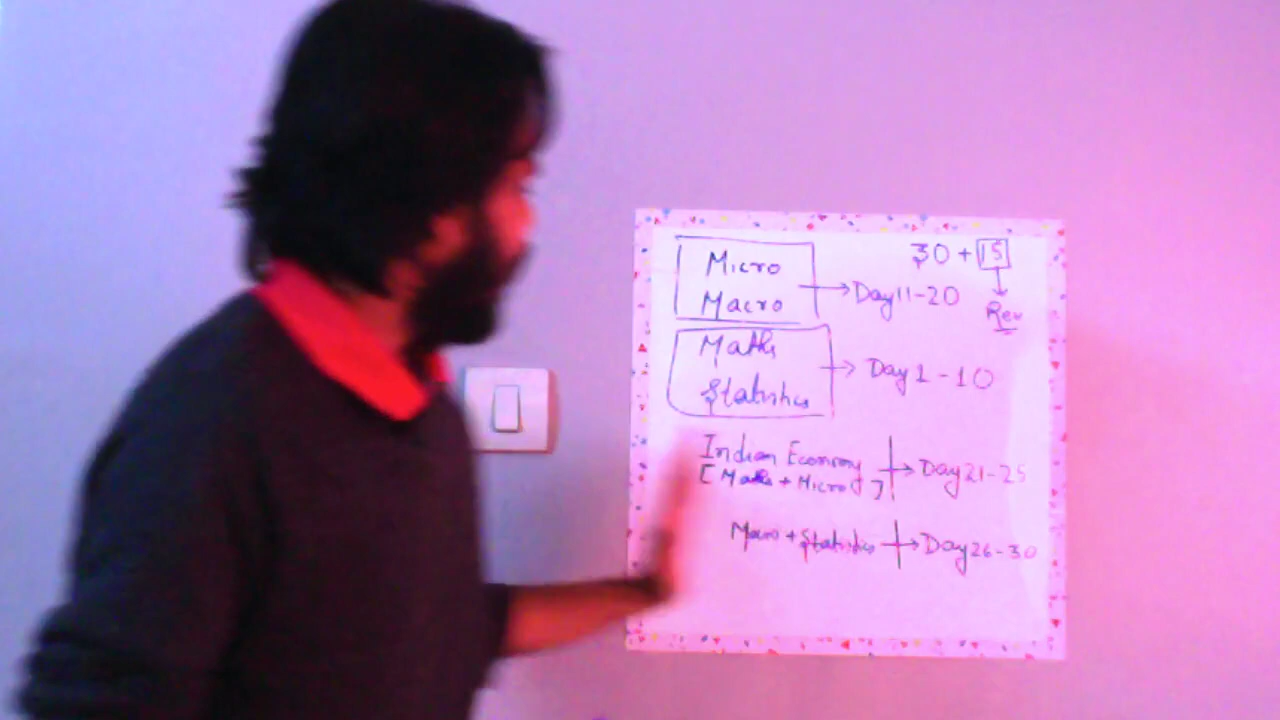 30 + 15
Rev
Micro
Macro
→ Day 11-20
Maths
Statistics
→ Day 1-10
Indian Economy
[Maths + Micro]
→ Day 21-25
Macro + Statistics → Day 26-30